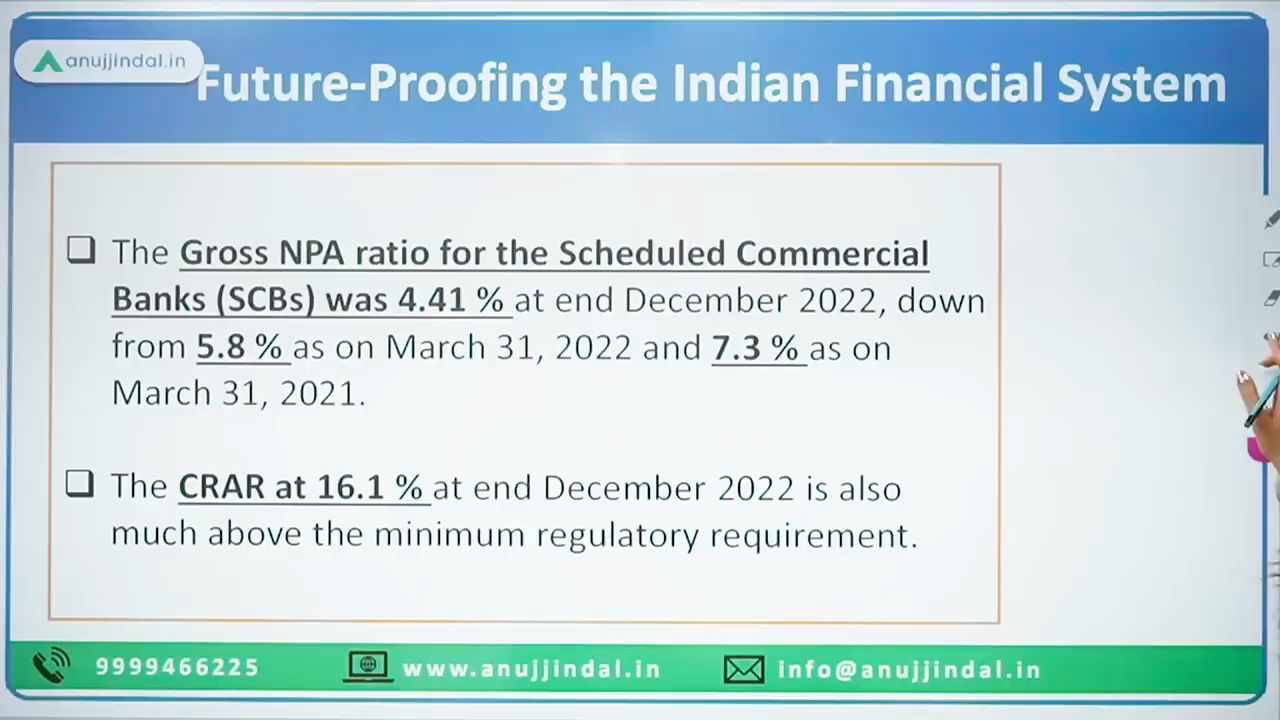 anujjindal.in
Future-Proofing the Indian Financial System
The Gross NPA ratio for the Scheduled Commercial
Banks (SCBs) was 4.41 % at end December 2022, down
from 5.8 % as on March 31, 2022 and 7.3 % as on
March 31, 2021.
The CRAR at 16.1 % at end December 2022 is also
much above the minimum regulatory requirement.
9999466225 www.anujjindal.in info@anujjindal.in